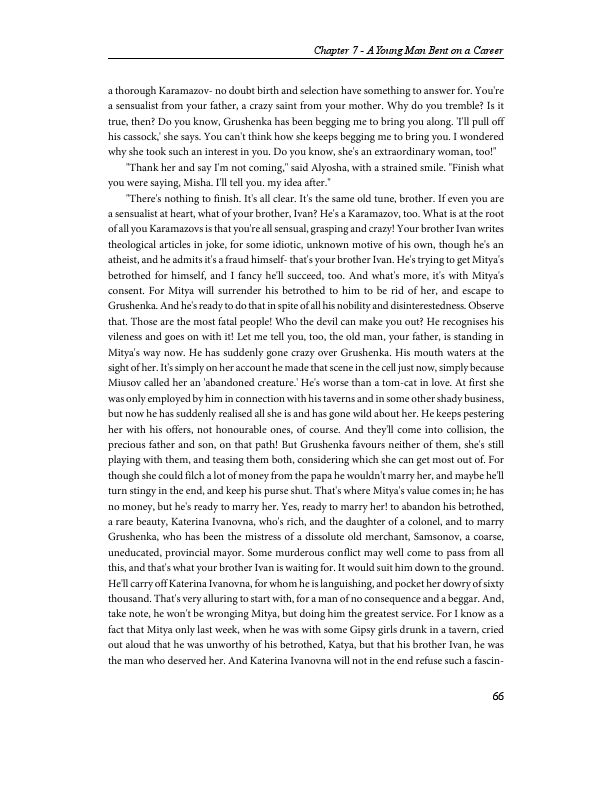 Chapter 7 - A Young Man Bent on a Career
a thorough Karamazov- no doubt birth and selection have something to answer for. You're
a sensualist from your father, a crazy saint from your mother. Why do you tremble? Is it
true, then? Do you know, Grushenka has been begging me to bring you along. 'I'll pull off
his cassock,' she says. You can't think how she keeps begging me to bring you. I wondered
why she took such an interest in you. Do you know, she's an extraordinary woman, too!"
"Thank her and say I'm not coming," said Alyosha, with a strained smile. "Finish what
you were saying, Misha. I'll tell you. my idea after."
"There's nothing to finish. It's all clear. It's the same old tune, brother. If even you are
a sensualist at heart, what of your brother, Ivan? He's a Karamazov, too. What is at the root
of all you Karamazovs is that you're all sensual, grasping and crazy! Your brother Ivan writes
theological articles in joke, for some idiotic, unknown motive of his own, though he's an
atheist, and he admits it's a fraud himself- that's your brother Ivan. He's trying to get Mitya's
betrothed for himself, and I fancy he'll succeed, too. And what's more, it's with Mitya's
consent. For Mitya will surrender his betrothed to him to be rid of her, and escape to
Grushenka. And he's ready to do that in spite of all his nobility and disinterestedness. Observe
that. Those are the most fatal people! Who the devil can make you out? He recognises his
vileness and goes on with it! Let me tell you, too, the old man, your father, is standing in
Mitya's way now. He has suddenly gone crazy over Grushenka. His mouth waters at the
sight of her. It's simply on her account he made that scene in the cell just now, simply because
Miusov called her an 'abandoned creature.' He's worse than a tom-cat in love. At first she
was only employed by him in connection with his taverns and in some other shady business,
but now he has suddenly realised all she is and has gone wild about her. He keeps pestering
her with his offers, not honourable ones, of course. And they'll come into collision, the
precious father and son, on that path! But Grushenka favours neither of them, she's still
playing with them, and teasing them both, considering which she can get most out of. For
though she could filch a lot of money from the papa he wouldn't marry her, and maybe he'll
turn stingy in the end, and keep his purse shut. That's where Mitya's value comes in; he has
no money, but he's ready to marry her. Yes, ready to marry her! to abandon his betrothed,
a rare beauty, Katerina Ivanovna, who's rich, and the daughter of a colonel, and to marry
Grushenka, who has been the mistress of a dissolute old merchant, Samsonov, a coarse,
uneducated, provincial mayor. Some murderous conflict may well come to pass from all
this, and that's what your brother Ivan is waiting for. It would suit him down to the ground.
He'll carry off Katerina Ivanovna, for whom he is languishing, and pocket her dowry of sixty
thousand. That's very alluring to start with, for a man of no consequence and a beggar. And,
take note, he won't be wronging Mitya, but doing him the greatest service. For I know as a
fact that Mitya only last week, when he was with some Gipsy girls drunk in a tavern, cried
out aloud that he was unworthy of his betrothed, Katya, but that his brother Ivan, he was
the man who deserved her. And Katerina Ivanovna will not in the end refuse such a fascin-
66